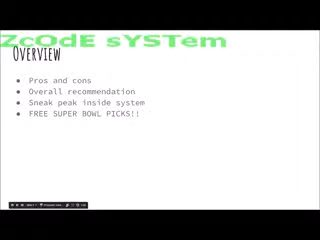 ZcOdE sYSTem
Overview
Pros and cons
Overall recommendation
Sneak peak inside system
FREE SUPER BOWL PICKS!!